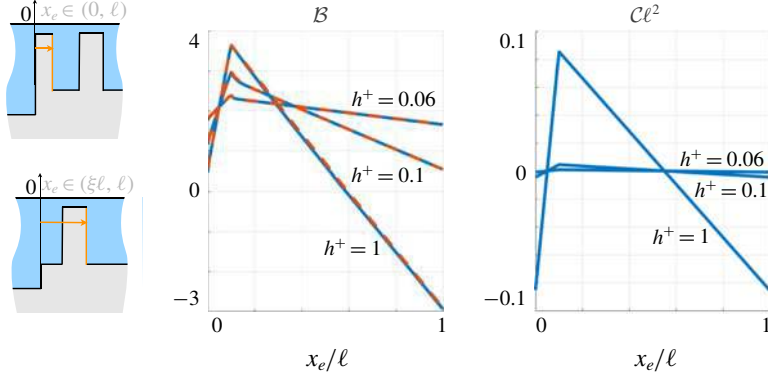 0 x_e ∈ (0, ℓ)
0 x_e ∈ (ξℓ, ℓ)
ℬ
4
0
−3
h⁺ = 0.06
h⁺ = 0.1
h⁺ = 1
0 1
x_e/ℓ
𝒞ℓ²
0.1
0
−0.1
h⁺ = 0.06
h⁺ = 0.1
h⁺ = 1
0 1
x_e/ℓ